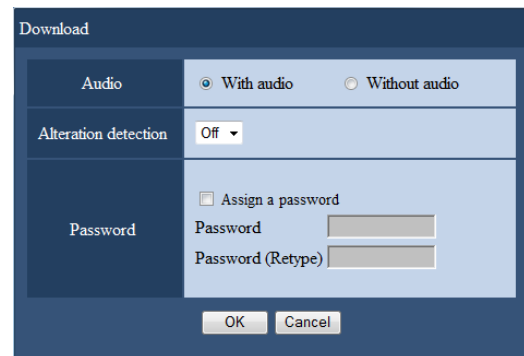 Download
Audio
With audio
Without audio
Alteration detection
Off
Password
Assign a password
Password
Password (Retype)
OK
Cancel